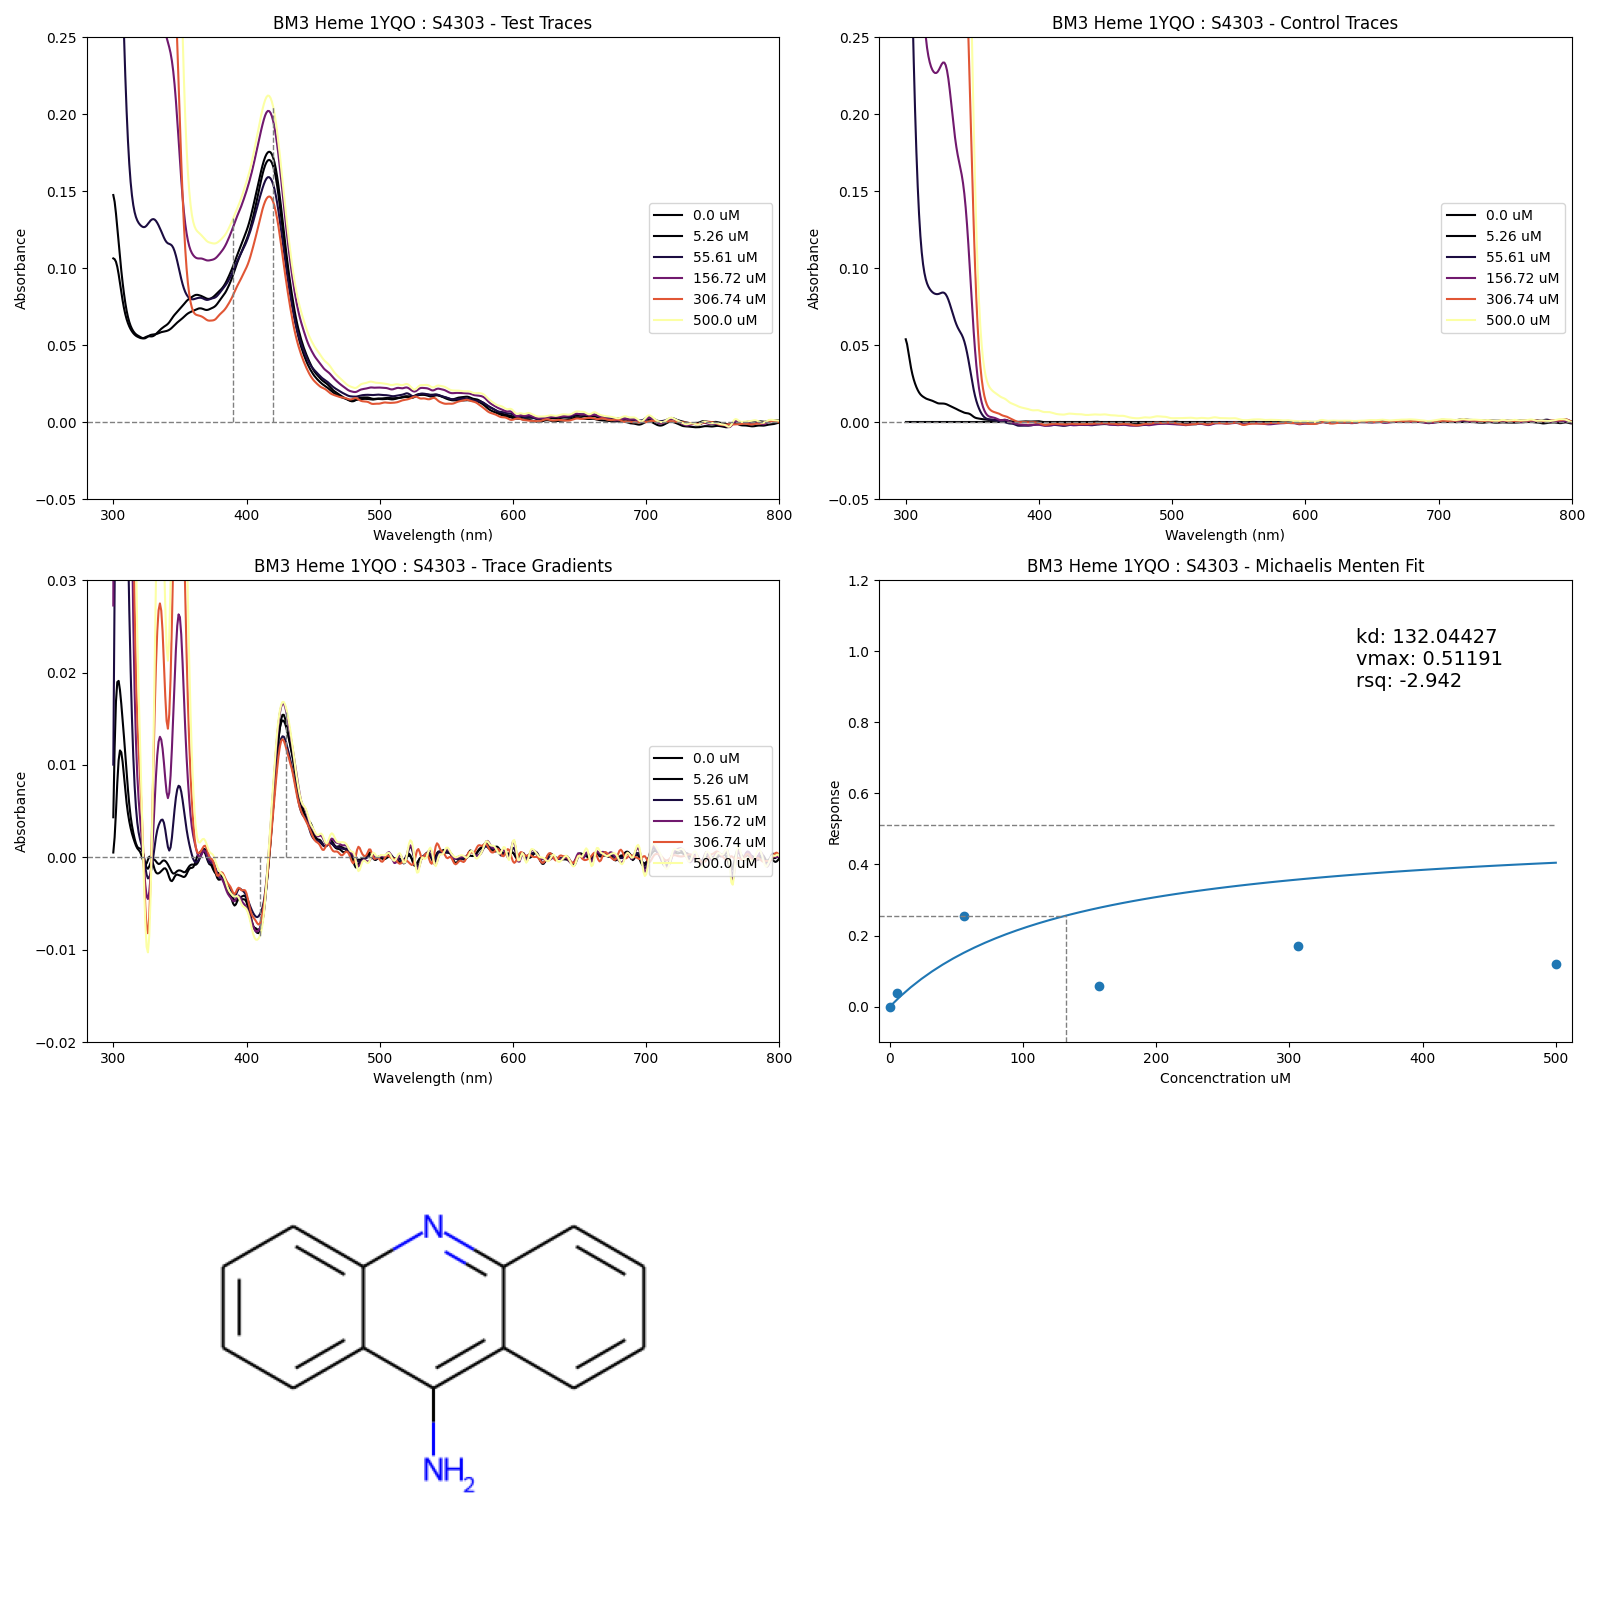 BM3 Heme 1YQO : S4303 - Test Traces
Absorbance
0.25
0.20
0.15
0.10
0.05
0.00
−0.05
300 400 500 600 700 800
Wavelength (nm)
0.0 uM
5.26 uM
55.61 uM
156.72 uM
306.74 uM
500.0 uM
BM3 Heme 1YQO : S4303 - Control Traces
Absorbance
0.25
0.20
0.15
0.10
0.05
0.00
−0.05
300 400 500 600 700 800
Wavelength (nm)
0.0 uM
5.26 uM
55.61 uM
156.72 uM
306.74 uM
500.0 uM
BM3 Heme 1YQO : S4303 - Trace Gradients
Absorbance
0.03
0.02
0.01
0.00
−0.01
−0.02
300 400 500 600 700 800
Wavelength (nm)
0.0 uM
5.26 uM
55.61 uM
156.72 uM
306.74 uM
500.0 uM
BM3 Heme 1YQO : S4303 - Michaelis Menten Fit
Response
1.2
1.0
0.8
0.6
0.4
0.2
0.0
0 100 200 300 400 500
Concenctration uM
kd: 132.04427
vmax: 0.51191
rsq: -2.942
N
NH2